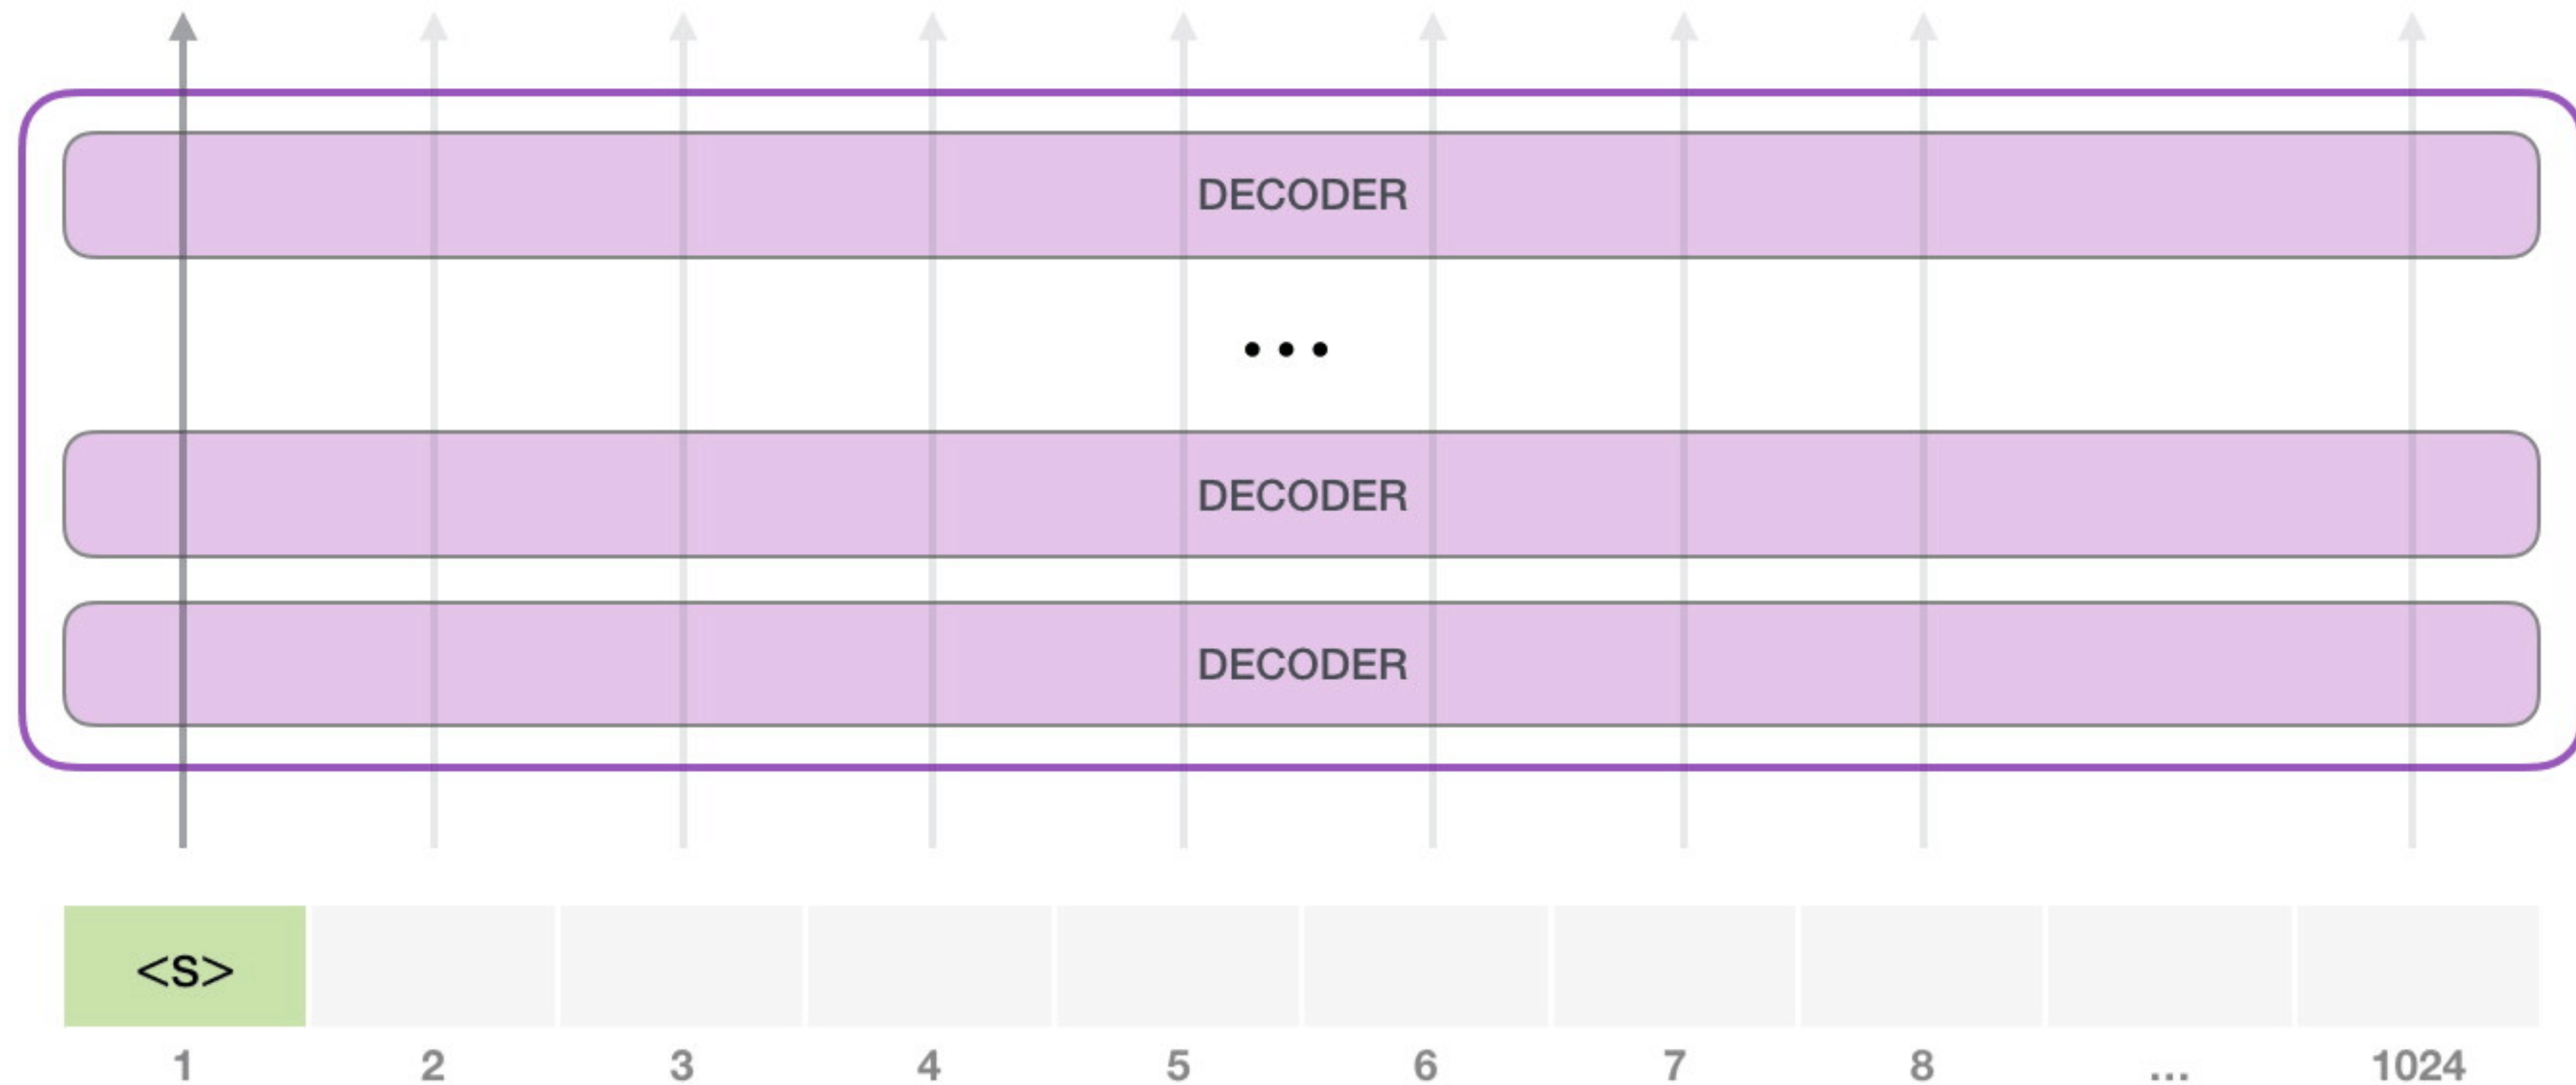 DECODER
• • •
DECODER
DECODER
<S>
1 2 3 4 5 6 7 8 ... 1024